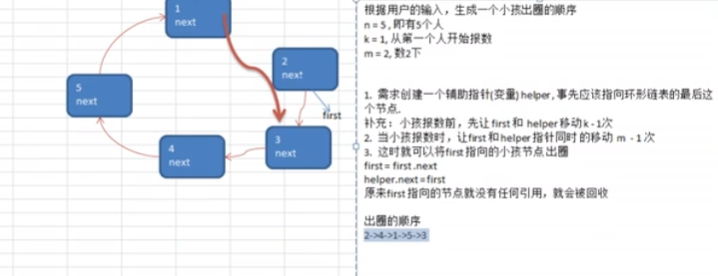 1
next
2
next
first
3
next
4
next
5
next
根据用户的输入，生成一个小孩出圈的顺序
n = 5 , 即有5个人
k = 1, 从第一个人开始报数
m = 2, 数2下
1. 需求创建一个辅助指针(变量) helper , 事先应该指向环形链表的最后这
个节点.
补充： 小孩报数前，先让 first 和 helper 移动 k - 1次
2. 当小孩报数时，让first 和 helper 指针同时 的移动 m - 1 次
3. 这时就可以将first 指向的小孩节点 出圈
first = first .next
helper.next = first
原来first 指向的节点就没有任何引用，就会被回收
出圈的顺序
2->4->1->5->3